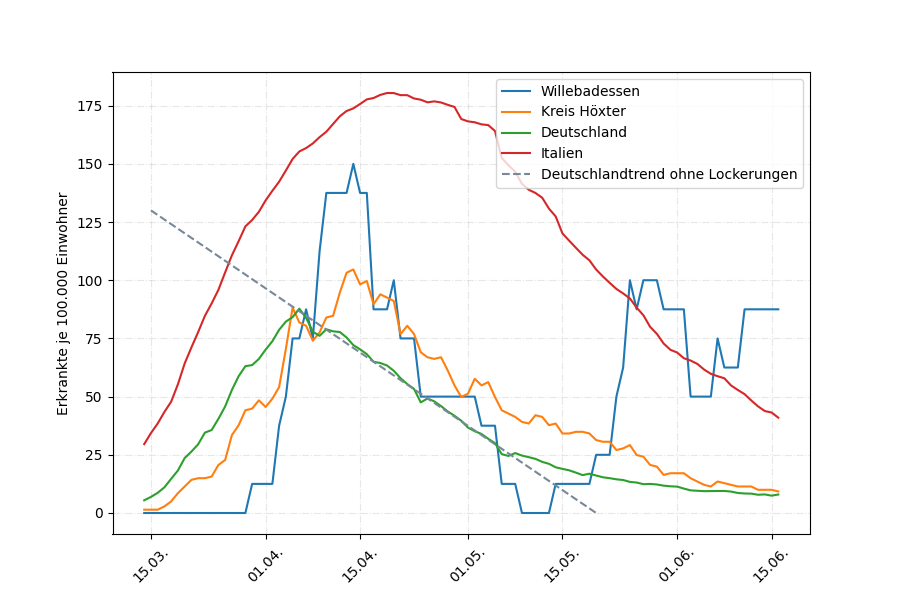 Willebadessen
Kreis Höxter
Deutschland
Italien
Deutschlandtrend ohne Lockerungen
Erkrankte je 100.000 Einwohner
175
150
125
100
75
50
25
0
15.03.
01.04.
15.04.
01.05.
15.05.
01.06.
15.06.